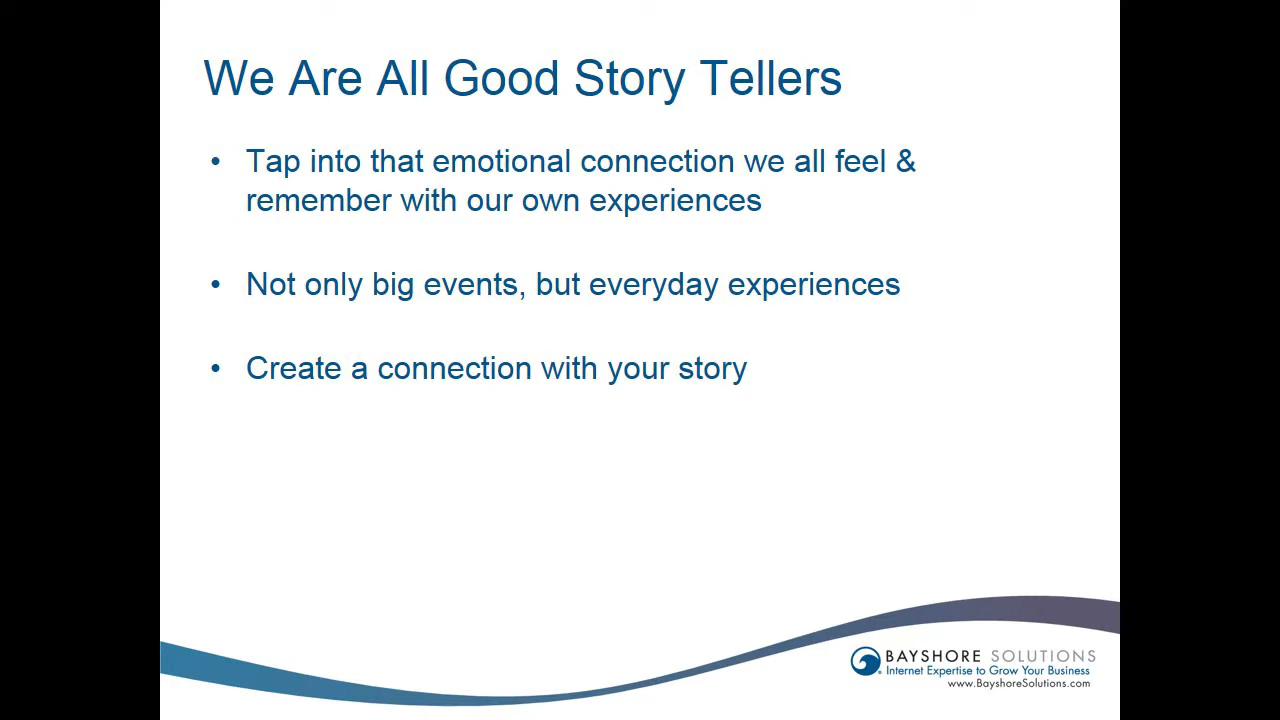 We Are All Good Story Tellers
• Tap into that emotional connection we all feel &
remember with our own experiences
• Not only big events, but everyday experiences
• Create a connection with your story
BAYSHORE SOLUTIONS
Internet Expertise to Grow Your Business
www.BayshoreSolutions.com